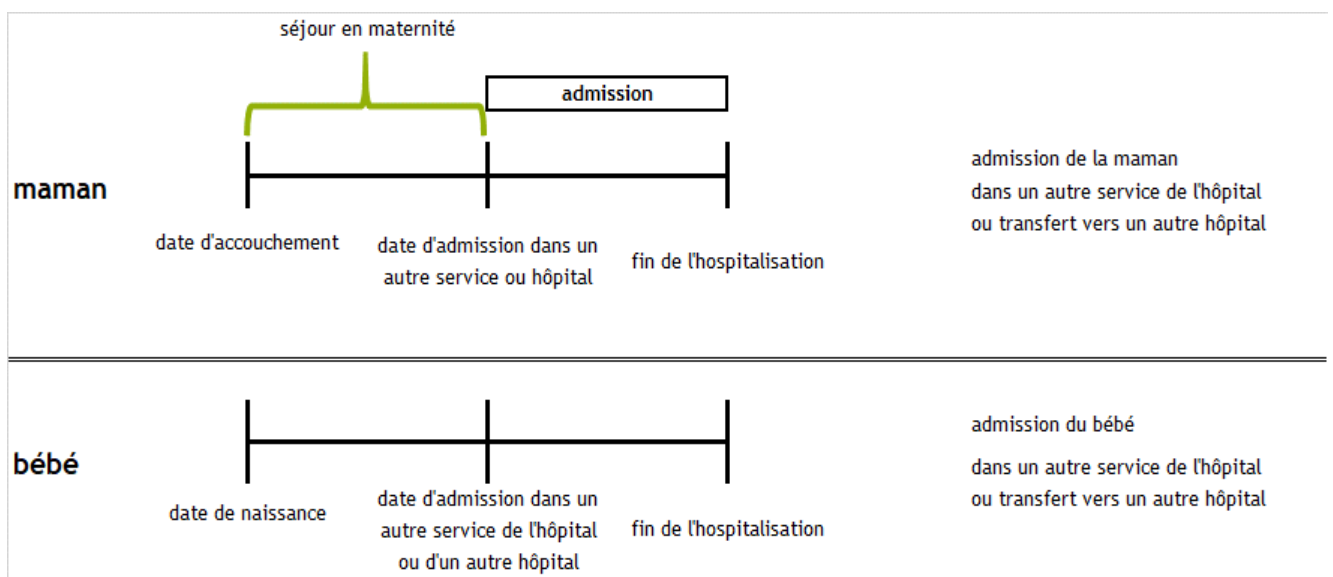 séjour en maternité
admission
maman
date d'accouchement
date d'admission dans un
autre service ou hôpital
fin de l'hospitalisation
admission de la maman
dans un autre service de l'hôpital
ou transfert vers un autre hôpital
bébé
date de naissance
date d'admission dans un
autre service de l'hôpital
ou d'un autre hôpital
fin de l'hospitalisation
admission du bébé
dans un autre service de l'hôpital
ou transfert vers un autre hôpital